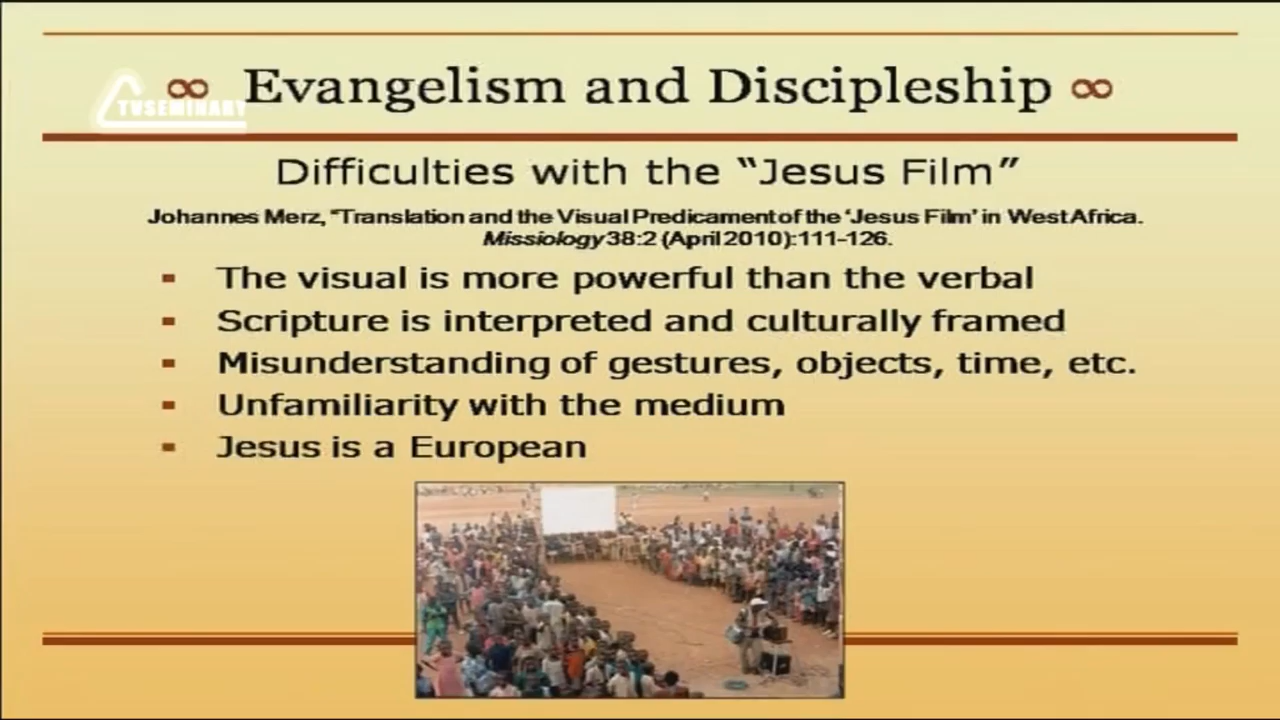 TVSEMINARY
∞ Evangelism and Discipleship ∞
Difficulties with the “Jesus Film”
Johannes Merz, “Translation and the Visual Predicament of the ‘Jesus Film’ in West Africa.
Missiology 38:2 (April 2010):111-126.
▪ The visual is more powerful than the verbal
▪ Scripture is interpreted and culturally framed
▪ Misunderstanding of gestures, objects, time, etc.
▪ Unfamiliarity with the medium
▪ Jesus is a European